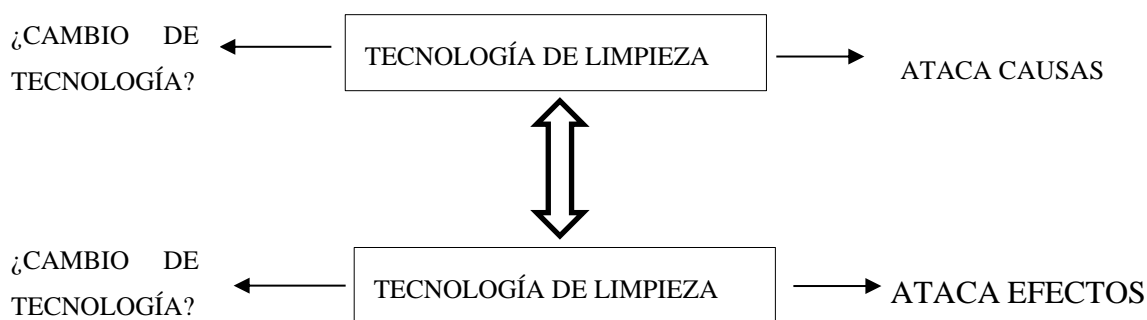 ¿CAMBIO DE
TECNOLOGÍA?
TECNOLOGÍA DE LIMPIEZA
ATACA CAUSAS
¿CAMBIO DE
TECNOLOGÍA?
TECNOLOGÍA DE LIMPIEZA
ATACA EFECTOS